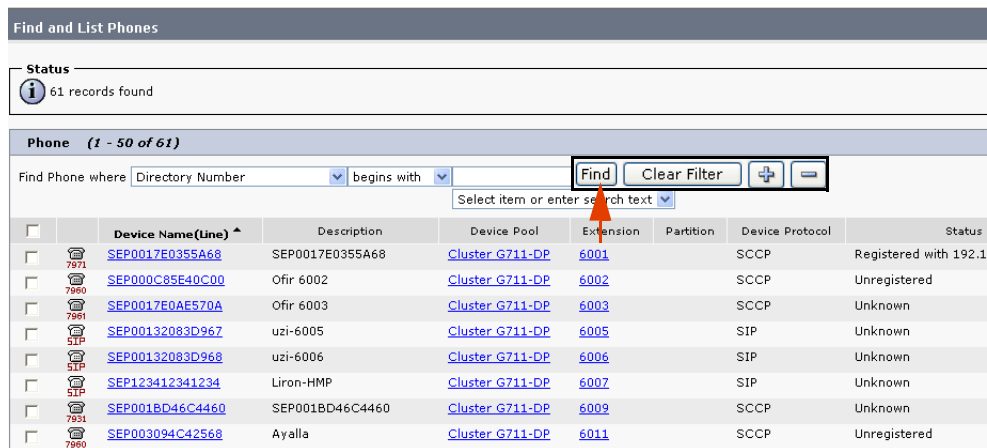 Find and List Phones
Status
61 records found
Phone (1 - 50 of 61)
Find Phone where Directory Number begins with Find Clear Filter
Select item or enter search text
Device Name(Line) Description Device Pool Extension Partition Device Protocol Status
7971 SEP0017E0355A68 SEP0017E0355A68 Cluster G711-DP 6001 SCCP Registered with 192.1
7960 SEP000C85E40C00 Ofir 6002 Cluster G711-DP 6002 SCCP Unregistered
7961 SEP0017E0AE570A Ofir 6003 Cluster G711-DP 6003 SCCP Unknown
SIP SEP00132083D967 uzi-6005 Cluster G711-DP 6005 SIP Unknown
SIP SEP00132083D968 uzi-6006 Cluster G711-DP 6006 SIP Unknown
SIP SEP123412341234 Liron-HMP Cluster G711-DP 6007 SIP Unknown
7931 SEP001BD46C4460 SEP001BD46C4460 Cluster G711-DP 6009 SCCP Unknown
7960 SEP003094C42568 Ayalla Cluster G711-DP 6011 SCCP Unregistered